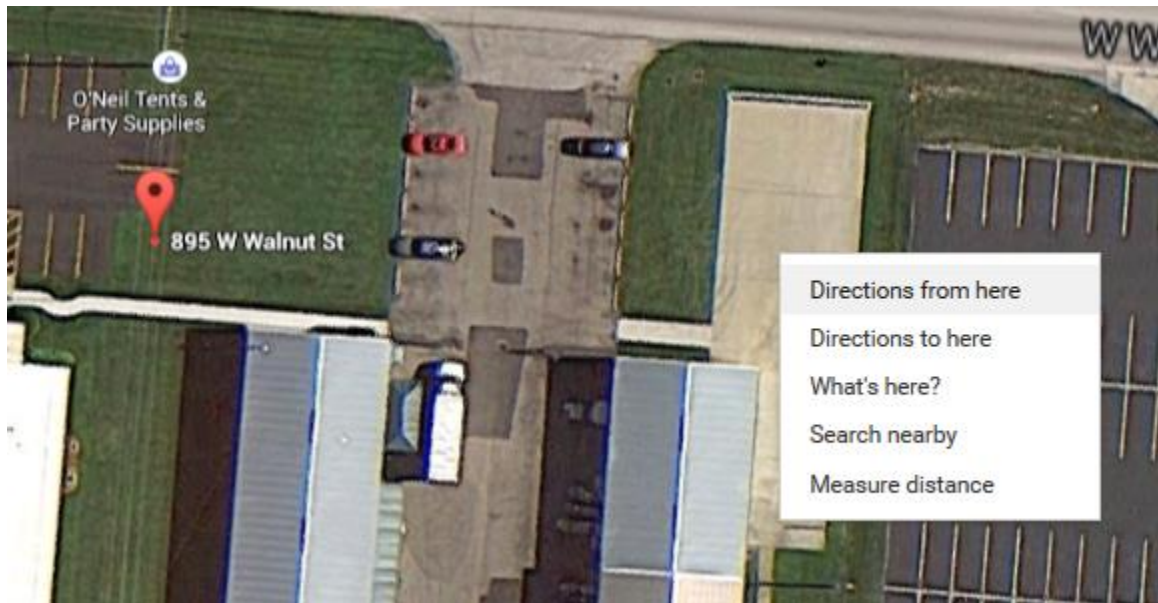 W W
O'Neil Tents &
Party Supplies
895 W Walnut St
Directions from here
Directions to here
What's here?
Search nearby
Measure distance